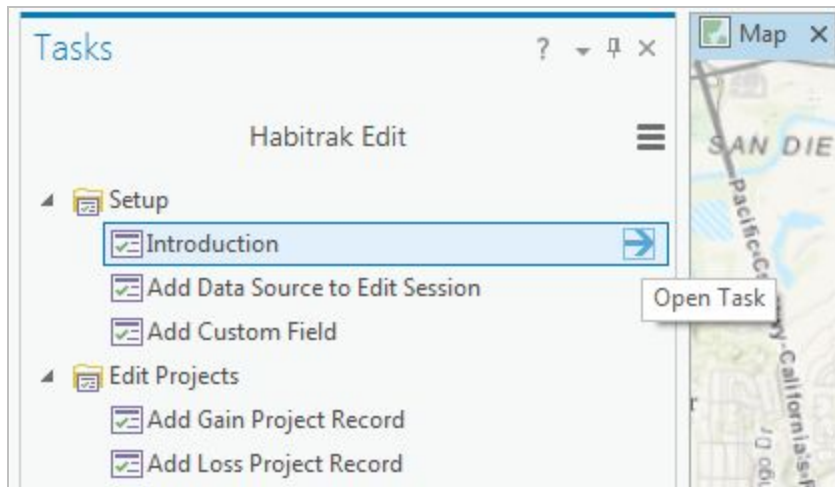 Tasks
?
Habitrak Edit
Setup
Introduction
Add Data Source to Edit Session
Add Custom Field
Edit Projects
Add Gain Project Record
Add Loss Project Record
Open Task
Map
SAN DIE